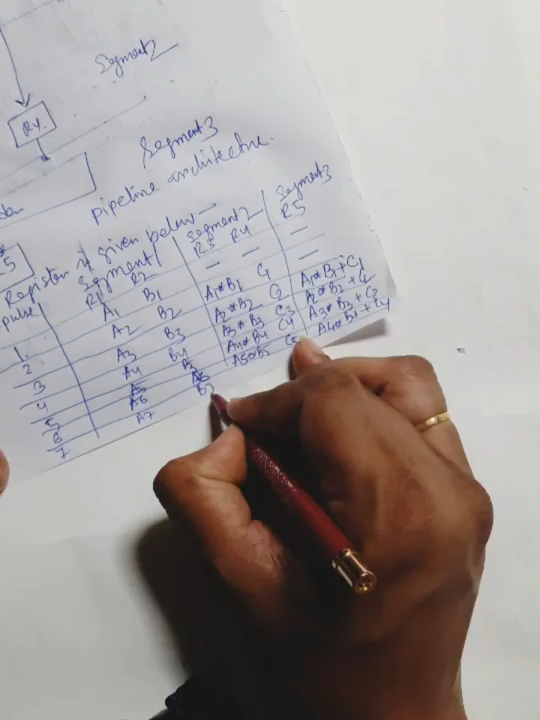 Segment2
R4.
Segment3
pipeline architecture.
Register is given below →
pulse Segment1 Segment2 Segment3
R1 R2 R3 R4 R5
1. A1 B1 — — —
2 A2 B2 A1*B1 C1 —
3 A3 B3 A2*B2 C2 A1*B1+C1
4 A4 B4 A3*B3 C3 A2*B2+C2
5 A5 B5 A4*B4 C4 A3*B3+C3
6 A6 B6 A5*B5 A4*B4+C4
7 A7 B7